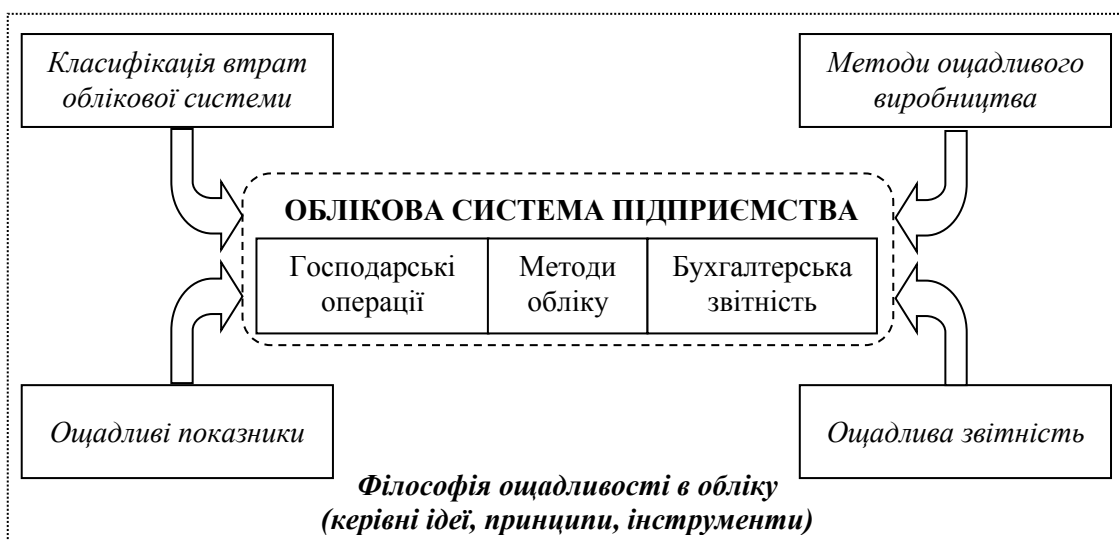 Класифікація втрат
облікової системи
Методи ощадливого
виробництва
ОБЛІКОВА СИСТЕМА ПІДПРИЄМСТВА
Господарські
операції
Методи
обліку
Бухгалтерська
звітність
Ощадливі показники
Ощадлива звітність
Філософія ощадливості в обліку
(керівні ідеї, принципи, інструменти)